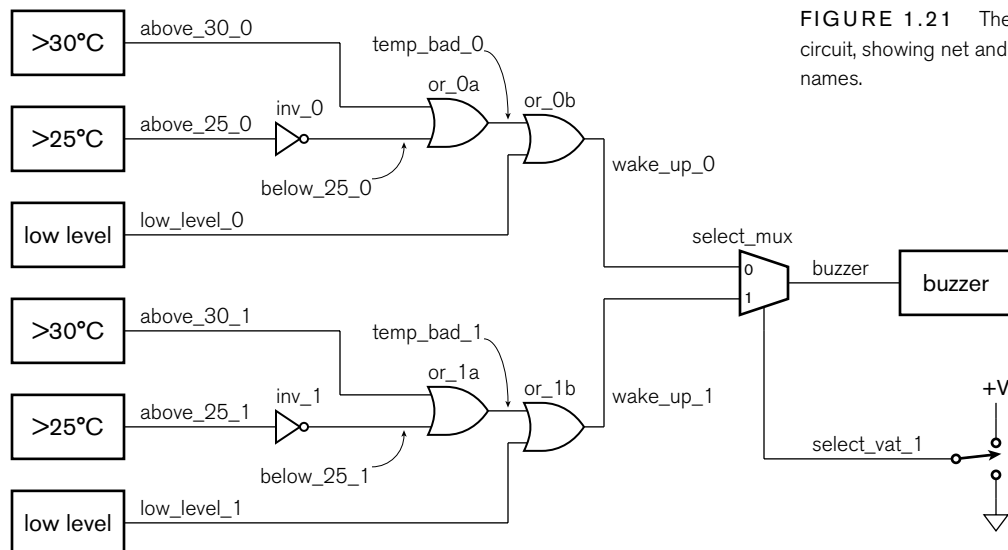 FIGURE 1.21 The
circuit, showing net and
names.
>30°C
above_30_0
temp_bad_0
or_0a
or_0b
inv_0
>25°C
above_25_0
below_25_0
wake_up_0
low level
low_level_0
select_mux
0
1
buzzer
buzzer
>30°C
above_30_1
temp_bad_1
or_1a
or_1b
inv_1
>25°C
above_25_1
below_25_1
wake_up_1
+V
select_vat_1
low level
low_level_1